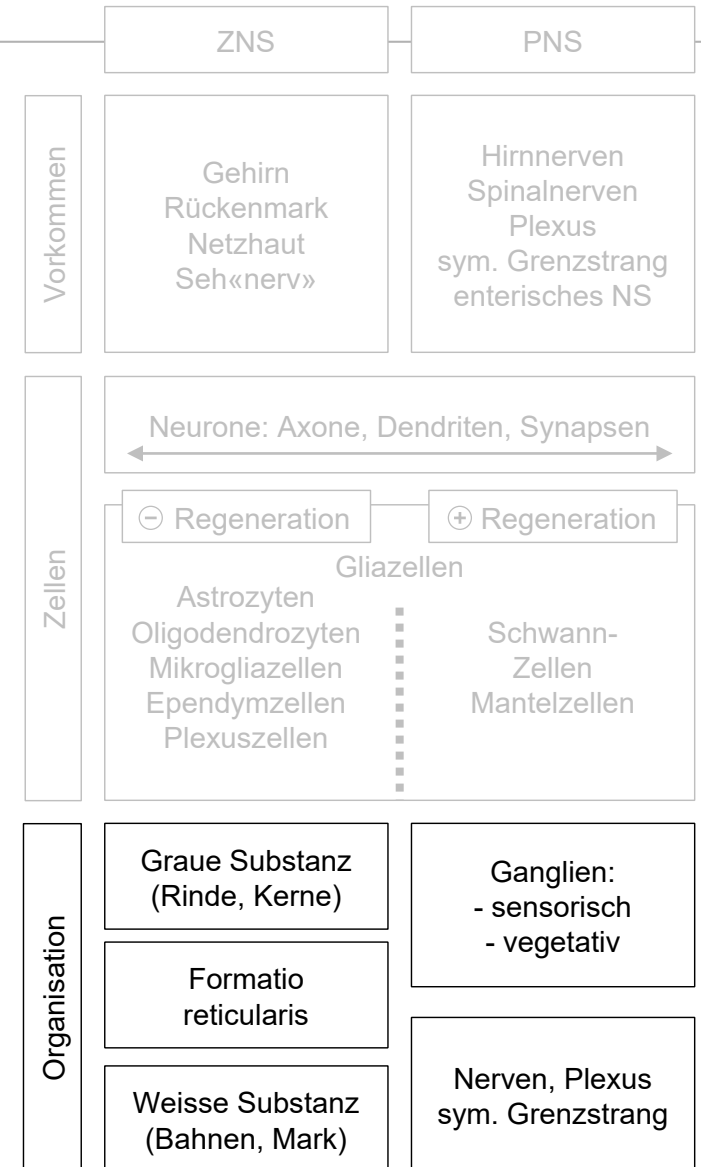 ZNS
PNS
Vorkommen
Gehirn
Rückenmark
Netzhaut
Seh«nerv»
Hirnnerven
Spinalnerven
Plexus
sym. Grenzstrang
enterisches NS
Zellen
Neurone: Axone, Dendriten, Synapsen
⊖ Regeneration
⊕ Regeneration
Gliazellen
Astrozyten
Oligodendrozyten
Mikrogliazellen
Ependymzellen
Plexuszellen
Schwann-
Zellen
Mantelzellen
Organisation
Graue Substanz
(Rinde, Kerne)
Formatio
reticularis
Weisse Substanz
(Bahnen, Mark)
Ganglien:
- sensorisch
- vegetativ
Nerven, Plexus
sym. Grenzstrang